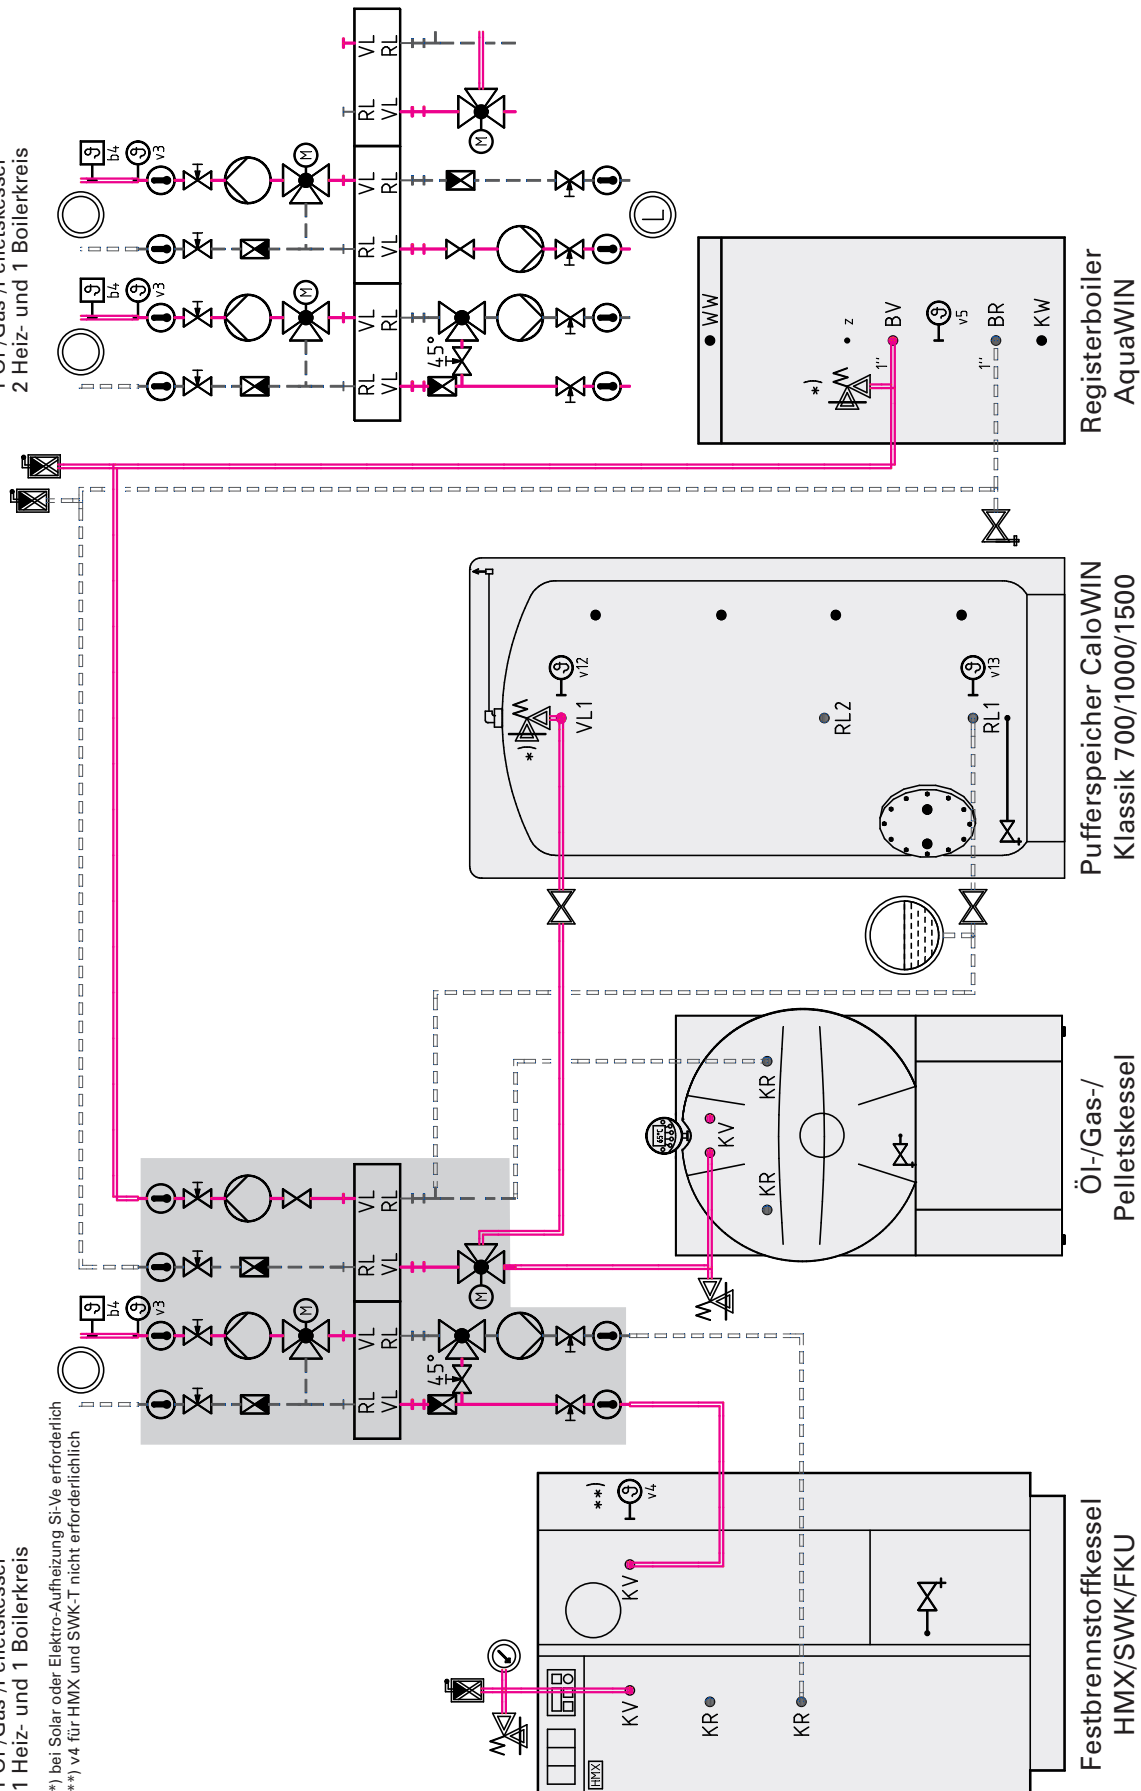 1 Heiz- und 1 Boilerkreis
*) bei Solar oder Elektro-Aufheizung Si-Ve erforderlich
**) v4 für HMX und SWK-T nicht erforderlichlich
2 Heiz- und 1 Boilerkreis
ϑ
b4
ϑ
v3
M
RL
VL
VL
RL
RL
VL
VL
RL
45°
M
ϑ
b4
ϑ
v3
ϑ
b4
ϑ
v3
M
M
RL
VL
VL
RL
RL
VL
VL
RL
RL
VL
VL
RL
45°
M
L
HMX
KV
KR
KR
KV
**)
ϑ
v4
Festbrennstoffkessel
HMX/SWK/FKU
65°C
KR
KV
KR
Öl-/Gas-/
Pelletskessel
*)
VL1
ϑ
v12
RL2
RL1
ϑ
v13
Pufferspeicher CaloWIN
Klassik 700/1000/1500
WW
*)
z
1"
BV
ϑ
v5
1"
BR
KW
Registerboiler
AquaWIN